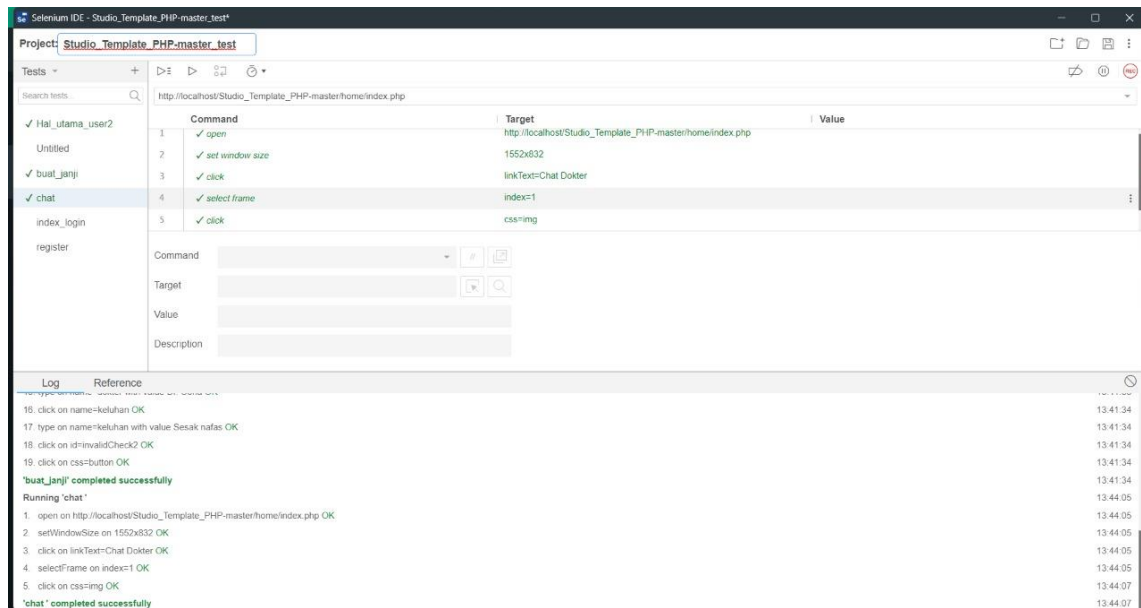 Selenium IDE - Studio_Template_PHP-master_test*
Project: Studio_Template_PHP-master_test
Tests
Search tests...
http://localhost/Studio_Template_PHP-master/home/index.php
Command Target Value
✓ Hal_utama_user2
Untitled
✓ buat_janji
✓ chat
index_login
register
1 ✓ open http://localhost/Studio_Template_PHP-master/home/index.php
2 ✓ set window size 1552x832
3 ✓ click linkText=Chat Dokter
4 ✓ select frame index=1
5 ✓ click css=img
Command
Target
Value
Description
Log Reference
16. click on name=keluhan OK 13:41:34
17. type on name=keluhan with value Sesak nafas OK 13:41:34
18. click on id=invalidCheck2 OK 13:41:34
19. click on css=button OK 13:41:34
'buat_janji' completed successfully 13:41:34
Running 'chat ' 13:44:05
1. open on http://localhost/Studio_Template_PHP-master/home/index.php OK 13:44:05
2. setWindowSize on 1552x832 OK 13:44:05
3. click on linkText=Chat Dokter OK 13:44:05
4. selectFrame on index=1 OK 13:44:05
5. click on css=img OK 13:44:07
'chat ' completed successfully 13:44:07